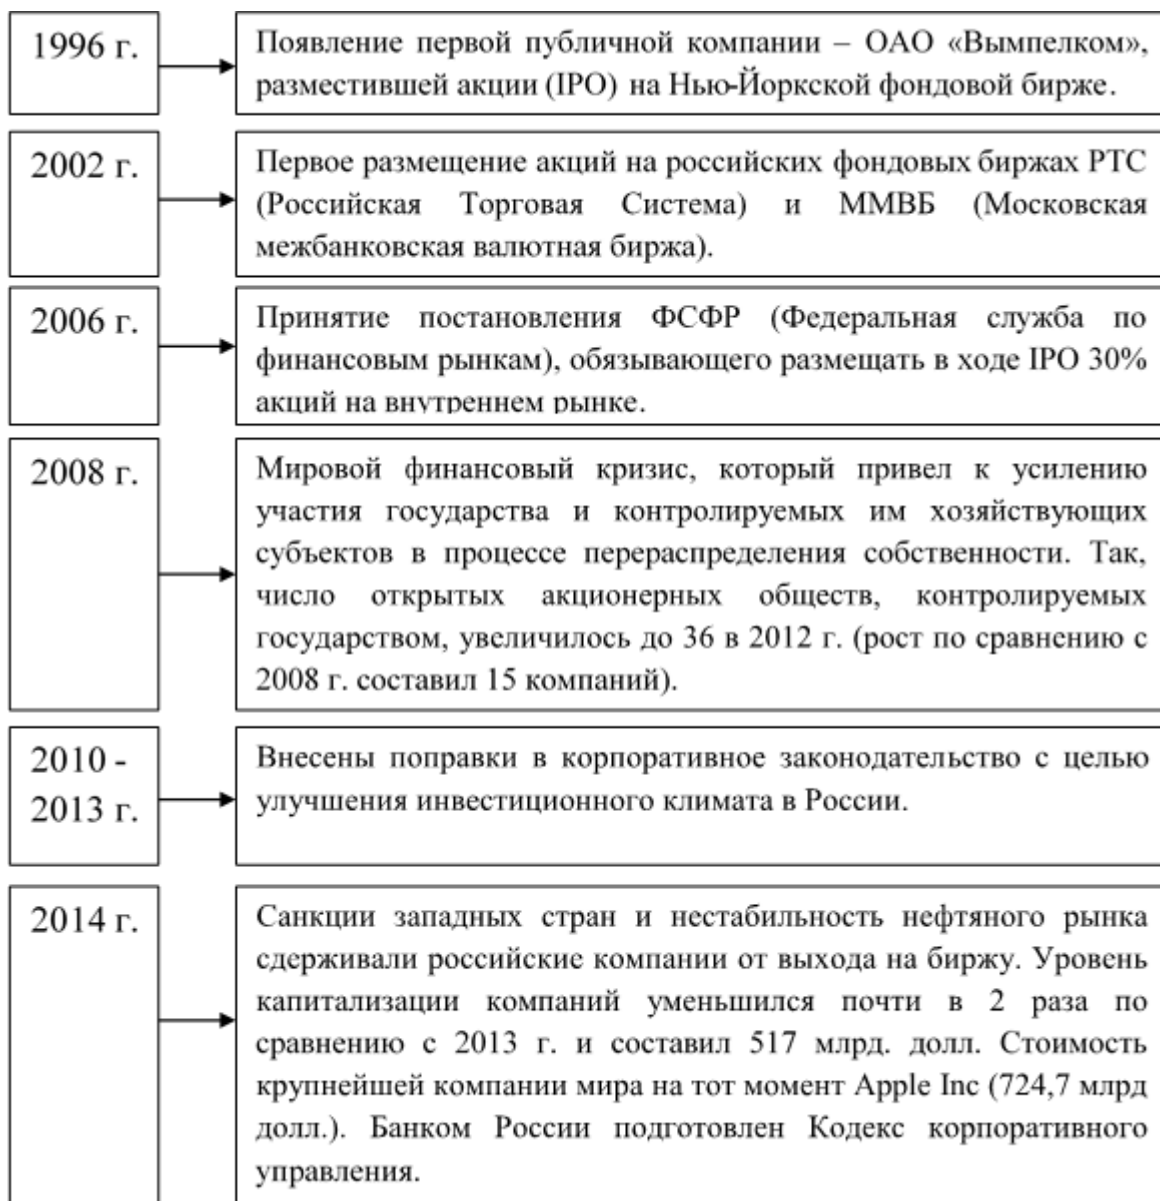 1996 г.
Появление первой публичной компании – ОАО «Вымпелком»,
разместившей акции (IPO) на Нью-Йоркской фондовой бирже.
2002 г.
Первое размещение акций на российских фондовых биржах РТС
(Российская Торговая Система) и ММВБ (Московская
межбанковская валютная биржа).
2006 г.
Принятие постановления ФСФР (Федеральная служба по
финансовым рынкам), обязывающего размещать в ходе IPO 30%
акций на внутреннем рынке.
2008 г.
Мировой финансовый кризис, который привел к усилению
участия государства и контролируемых им хозяйствующих
субъектов в процессе перераспределения собственности. Так,
число открытых акционерных обществ, контролируемых
государством, увеличилось до 36 в 2012 г. (рост по сравнению с
2008 г. составил 15 компаний).
2010 -
2013 г.
Внесены поправки в корпоративное законодательство с целью
улучшения инвестиционного климата в России.
2014 г.
Санкции западных стран и нестабильность нефтяного рынка
сдерживали российские компании от выхода на биржу. Уровень
капитализации компаний уменьшился почти в 2 раза по
сравнению с 2013 г. и составил 517 млрд. долл. Стоимость
крупнейшей компании мира на тот момент Apple Inc (724,7 млрд
долл.). Банком России подготовлен Кодекс корпоративного
управления.